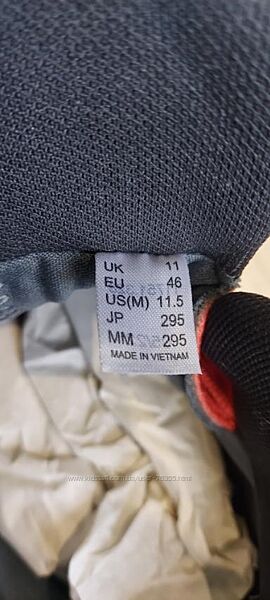 UK 11
EU 46
US(M) 11.5
JP 295
MM 295
MADE IN VIETNAM